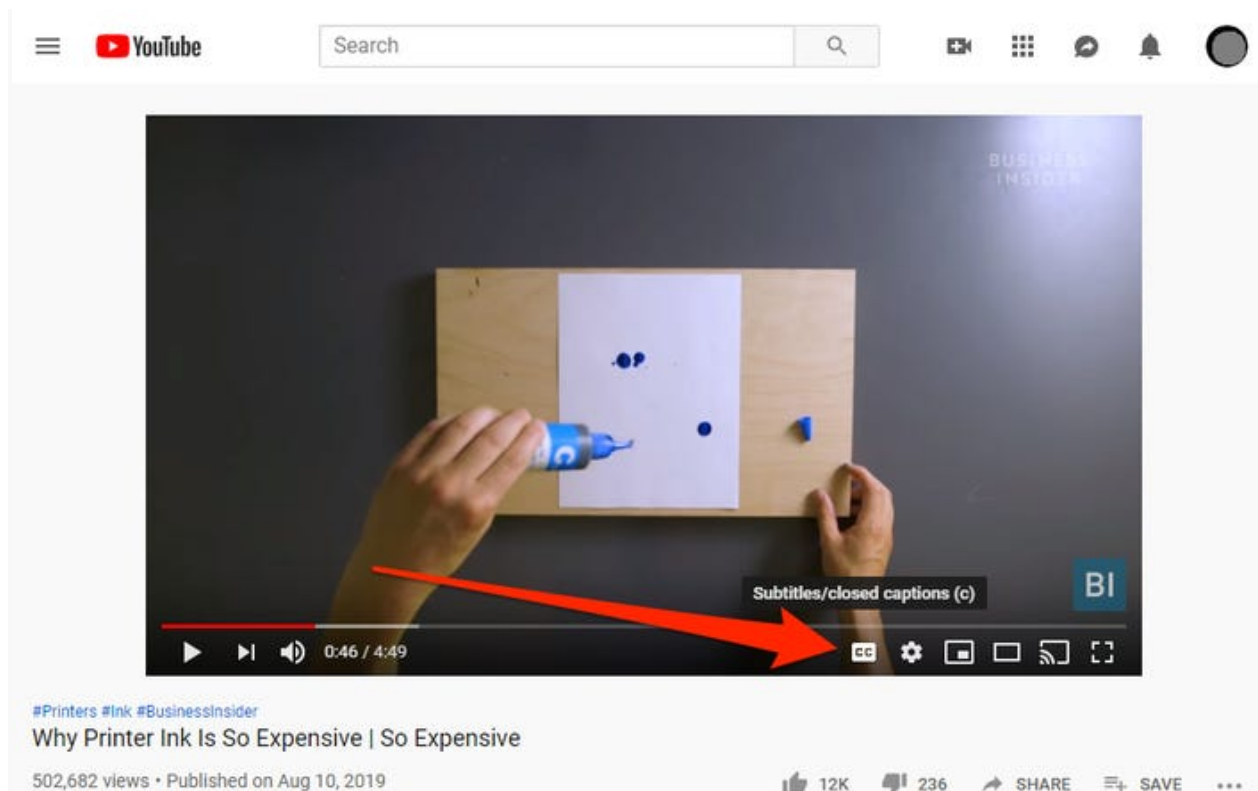 YouTube
Search
BUSINESS
INSIDER
C
Subtitles/closed captions (c)
BI
0:46 / 4:49
CC
#Printers #Ink #BusinessInsider
Why Printer Ink Is So Expensive | So Expensive
502,682 views • Published on Aug 10, 2019
12K
236
SHARE
SAVE